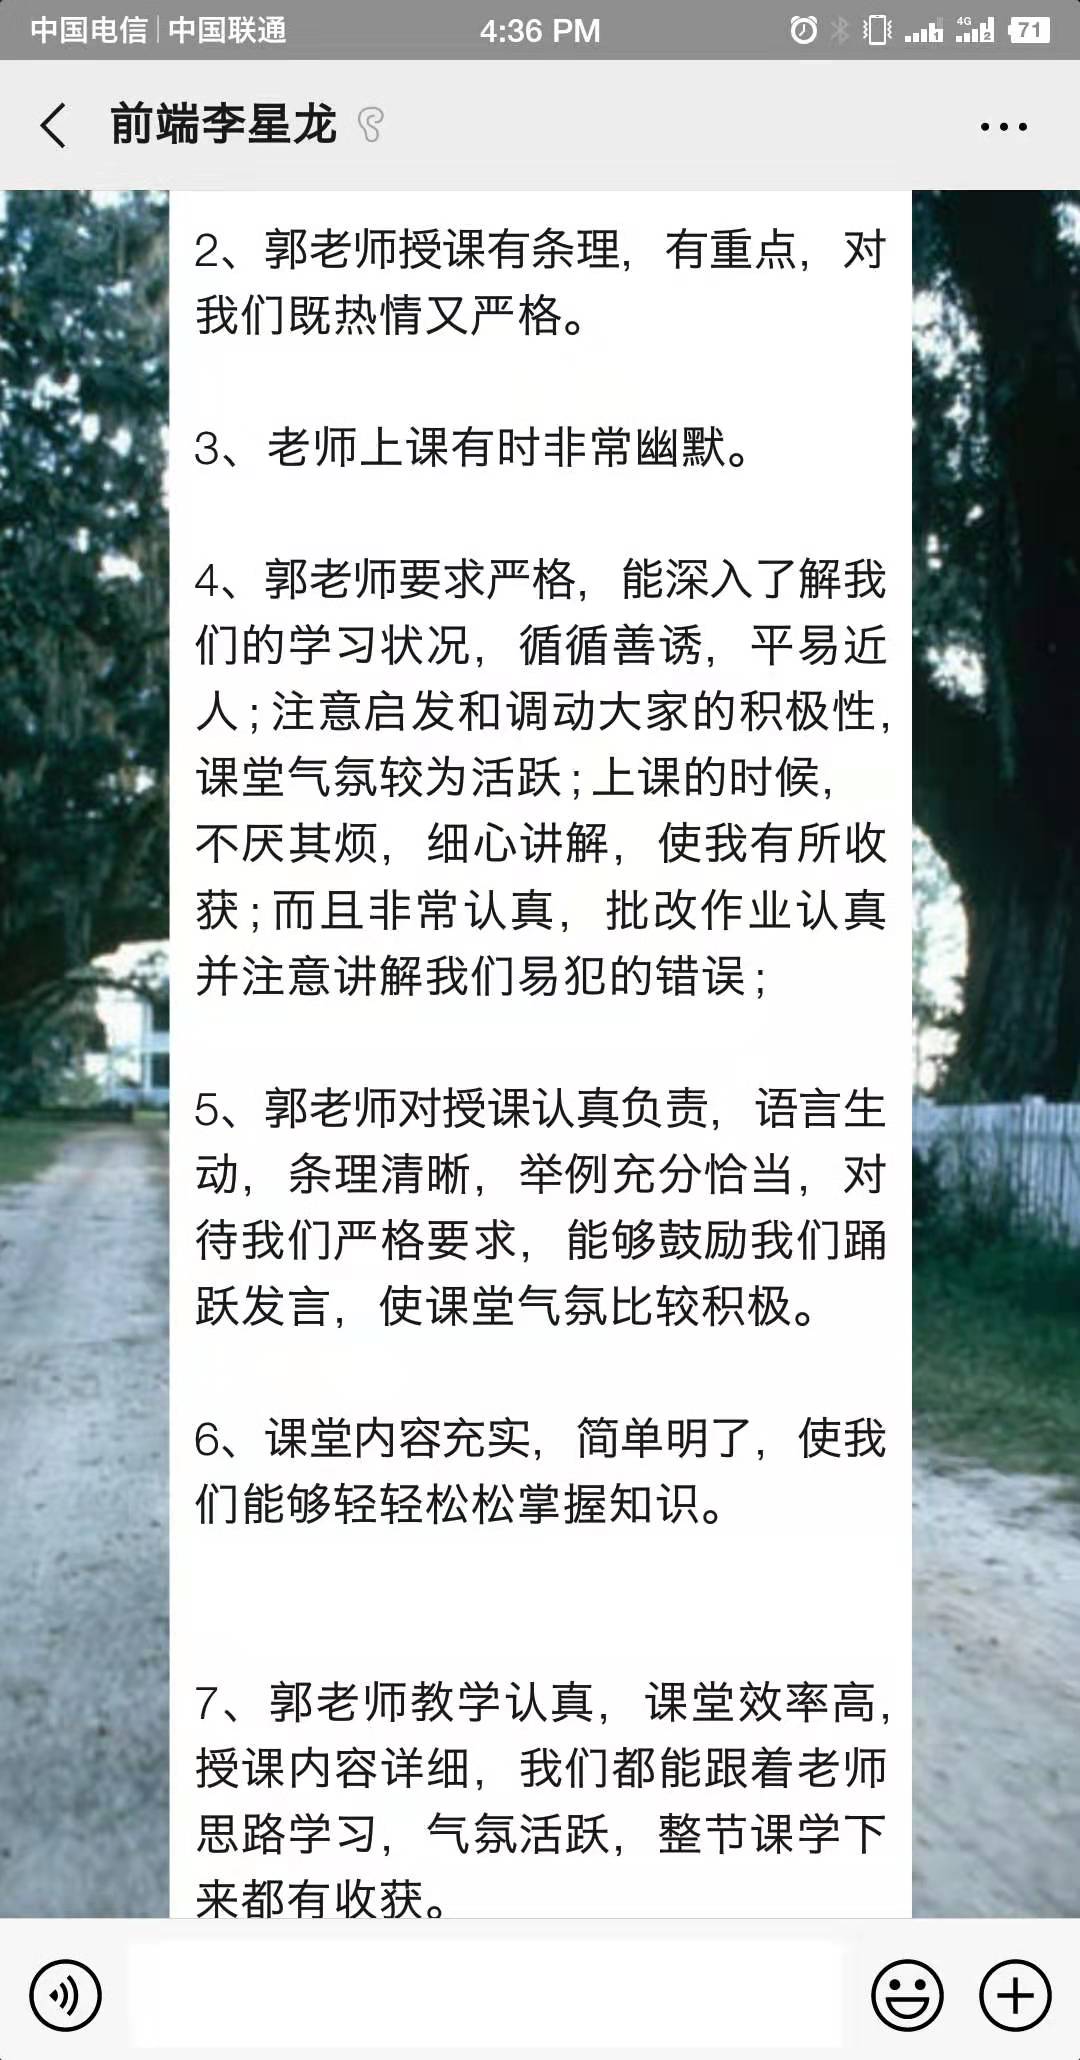 中国电信 中国联通 4:36 PM 4G 1 2 71
前端李星龙
2、郭老师授课有条理，有重点，对
我们既热情又严格。
3、老师上课有时非常幽默。
4、郭老师要求严格，能深入了解我
们的学习状况，循循善诱，平易近
人;注意启发和调动大家的积极性,
课堂气氛较为活跃;上课的时候，
不厌其烦，细心讲解，使我有所收
获;而且非常认真，批改作业认真
并注意讲解我们易犯的错误;
5、郭老师对授课认真负责，语言生
动，条理清晰，举例充分恰当，对
待我们严格要求，能够鼓励我们踊
跃发言，使课堂气氛比较积极。
6、课堂内容充实，简单明了，使我
们能够轻轻松松掌握知识。
7、郭老师教学认真，课堂效率高,
授课内容详细，我们都能跟着老师
思路学习，气氛活跃，整节课学下
来都有收获。